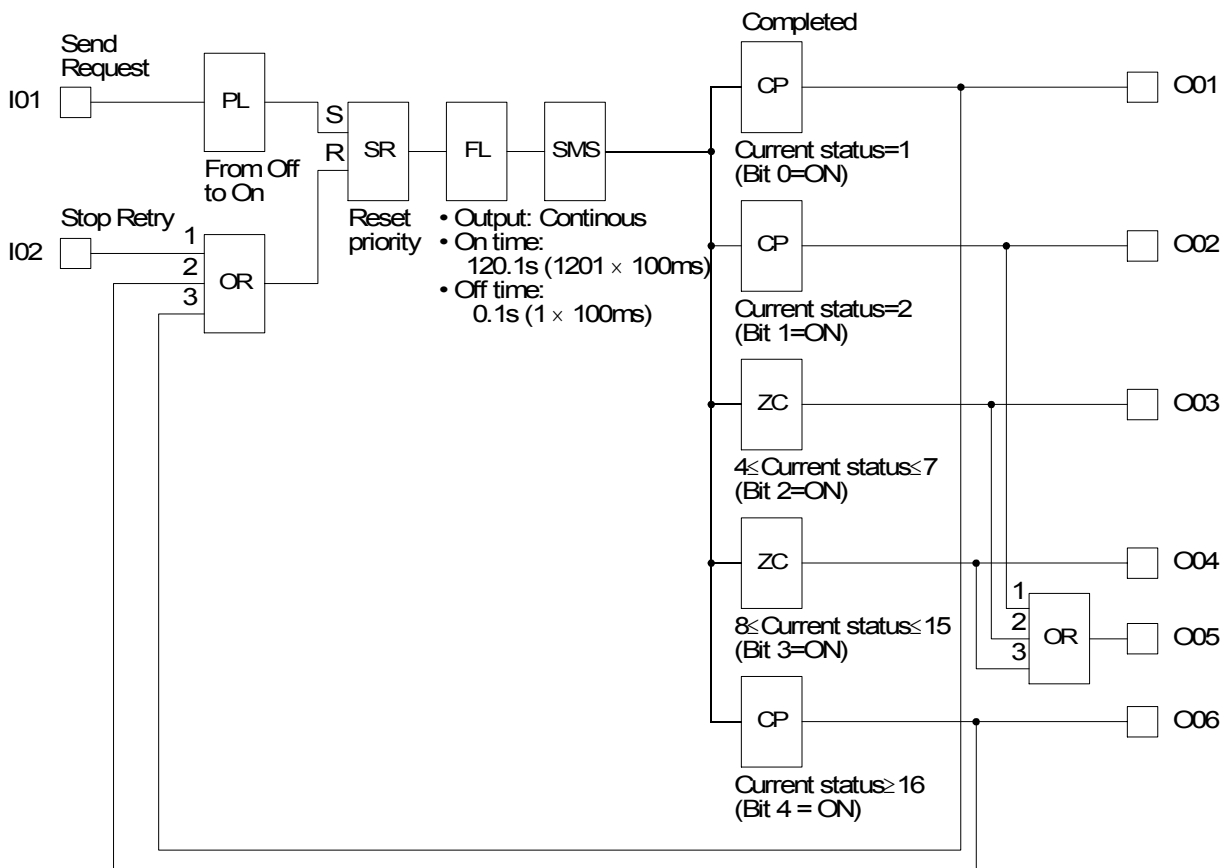 Completed
Send
Request
I01
PL
CP
O01
S
R
SR
FL
SMS
From Off
to On
Current status=1
(Bit 0=ON)
Stop Retry
I02
1
2
3
OR
Reset
priority
• Output: Continous
• On time:
120.1s (1201 × 100ms)
• Off time:
0.1s (1 × 100ms)
CP
O02
Current status=2
(Bit 1=ON)
ZC
O03
4≤Current status≤7
(Bit 2=ON)
ZC
O04
8≤Current status≤15
(Bit 3=ON)
1
2
3
OR
O05
CP
O06
Current status≥16
(Bit 4 = ON)